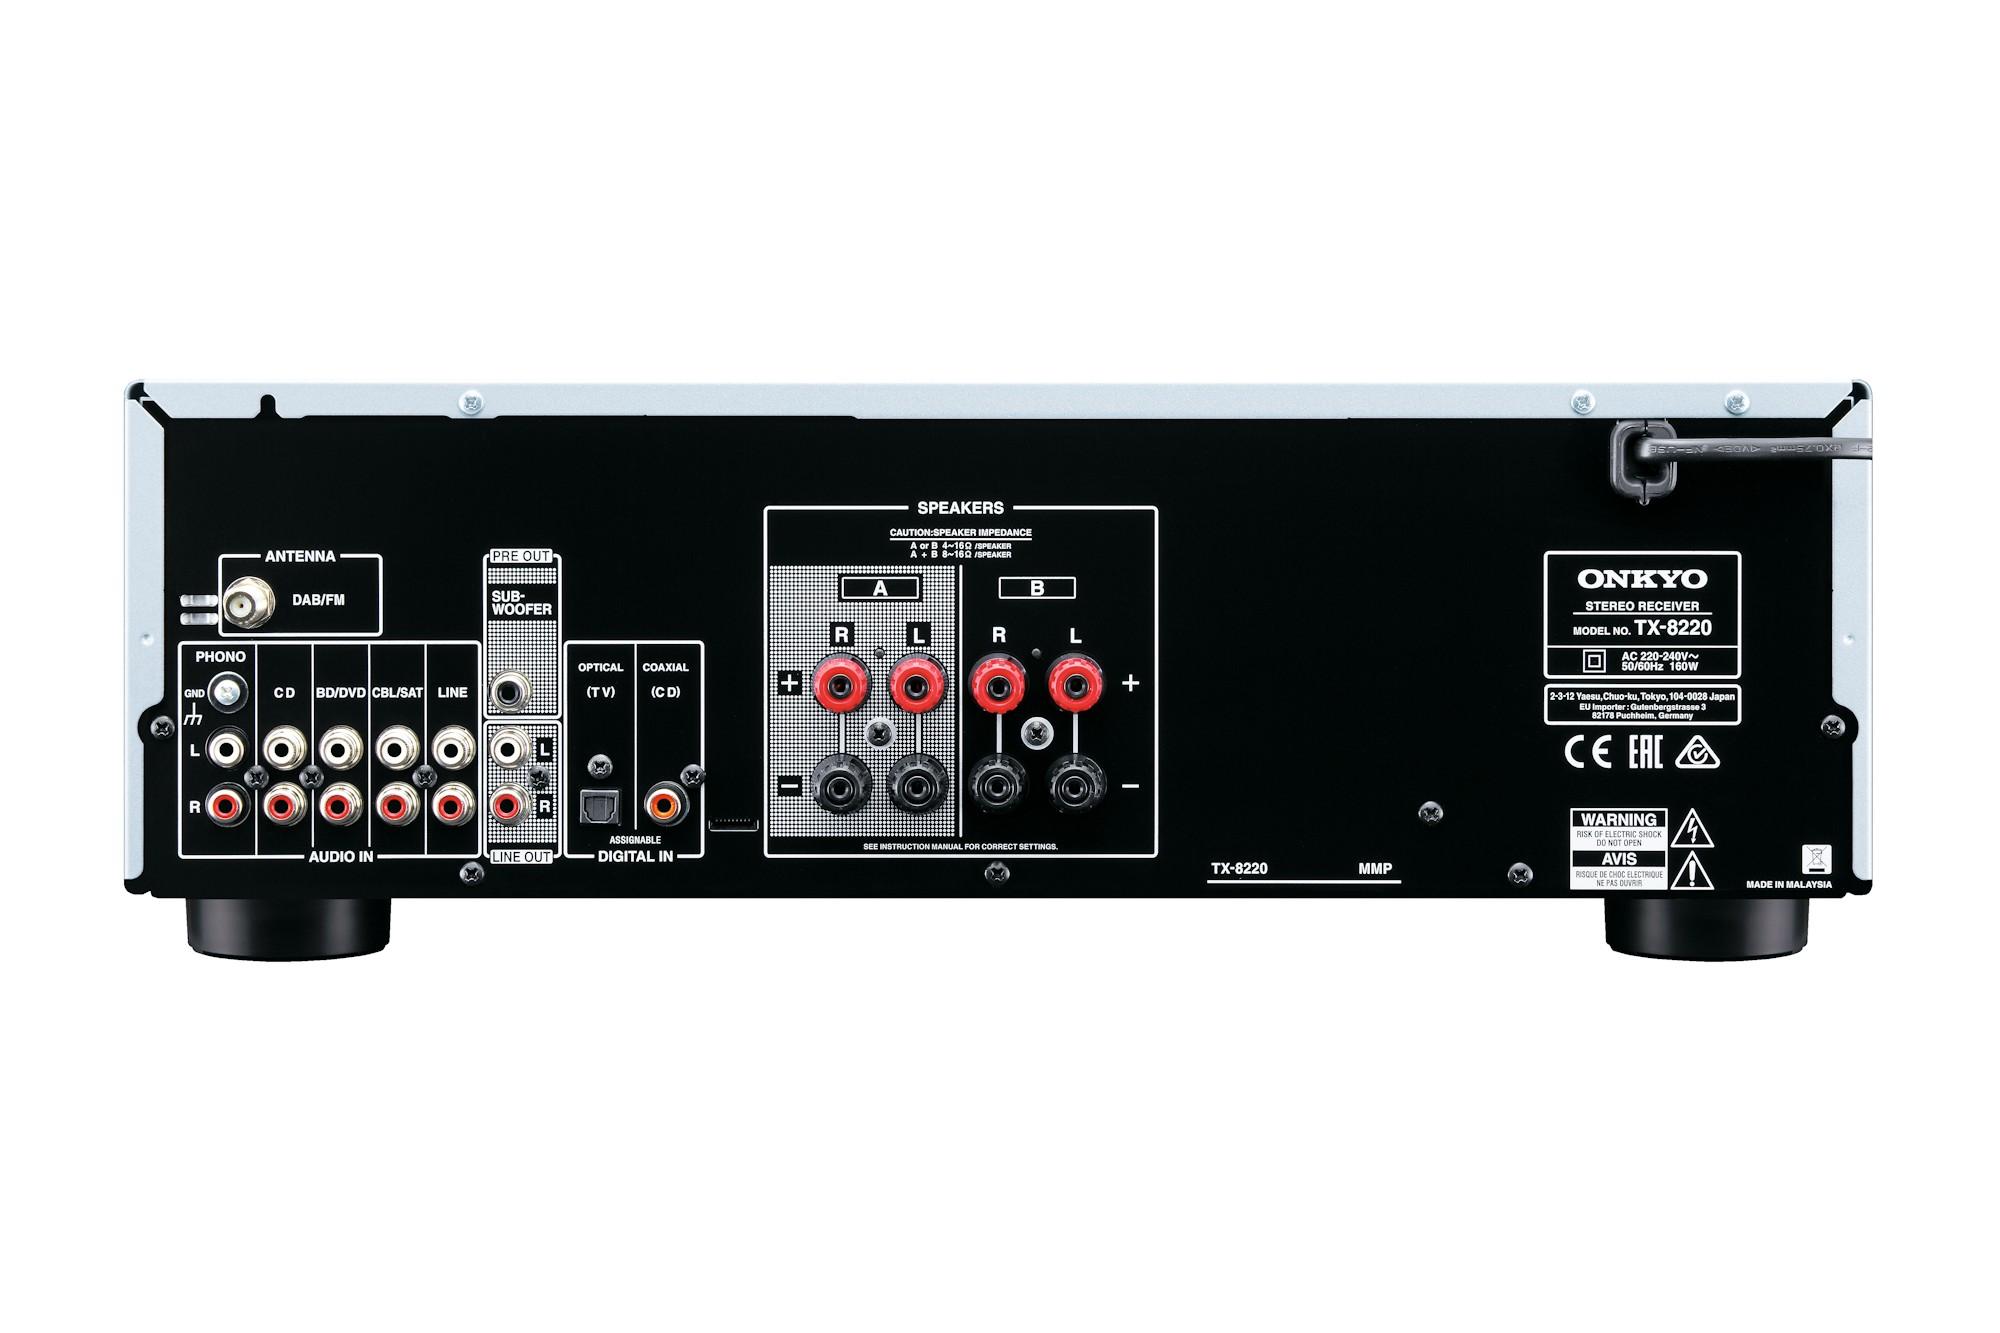 ANTENNA
DAB/FM
PHONO
GND
CD
BD/DVD
CBL/SAT
LINE
L
R
AUDIO IN
PRE OUT
SUB-
WOOFER
L
R
LINE OUT
OPTICAL
(TV)
COAXIAL
(CD)
ASSIGNABLE
DIGITAL IN
SPEAKERS
CAUTION:SPEAKER IMPEDANCE
A or B 4~16Ω /SPEAKER
A + B 8~16Ω /SPEAKER
A
B
R L R L
+ +
− −
SEE INSTRUCTION MANUAL FOR CORRECT SETTINGS.
TX-8220 MMP
ONKYO
STEREO RECEIVER
MODEL NO. TX-8220
AC 220-240V~
50/60Hz 160W
2-3-12 Yaesu,Chuo-ku,Tokyo,104-0028 Japan
EU Importer : Gutenbergstrasse 3
82178 Puchheim, Germany
CE EAC
WARNING
RISK OF ELECTRIC SHOCK
DO NOT OPEN
AVIS
RISQUE DE CHOC ELECTRIQUE
NE PAS OUVRIR
MADE IN MALAYSIA